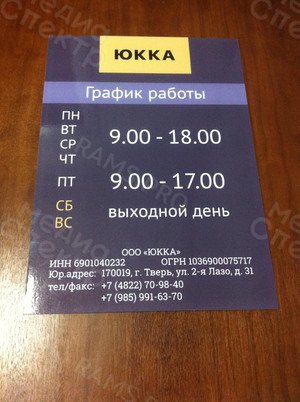 ЮККА
График работы
ПН
ВТ
СР
ЧТ
9.00 - 18.00
ПТ 9.00 - 17.00
СБ
ВС
выходной день
ООО «ЮККА»
ИНН 6901040232 ОГРН 1036900075717
Юр.адрес: 170019, г. Тверь, ул. 2-я Лазо, д. 31
тел/факс: +7 (4822) 70-98-40
+7 (985) 991-63-70